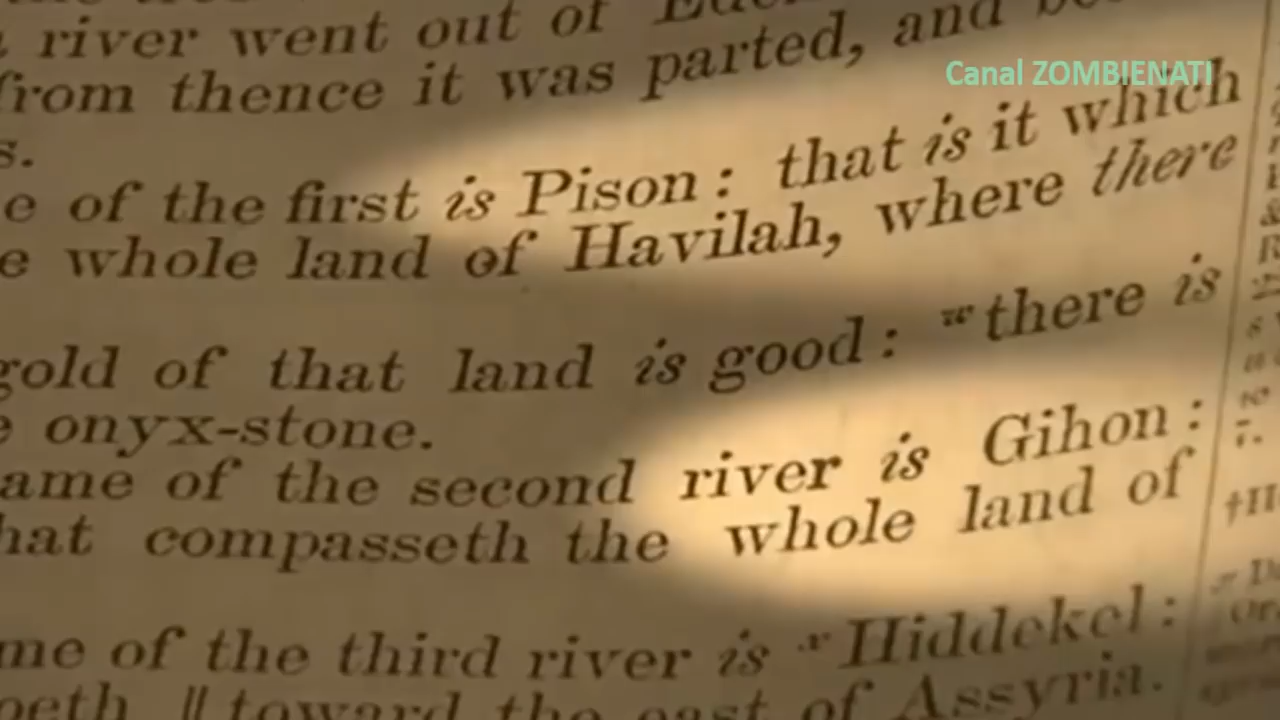 river went out of
from thence it was parted, and
Canal ZOMBIENATI
s.
e of the first is Pison: that is it which
e whole land of Havilah, where there
gold of that land is good: w there is
e onyx-stone.
ame of the second river is Gihon:
hat compasseth the whole land of
me of the third river is x Hiddekel:
oeth || toward the east of Assyria.